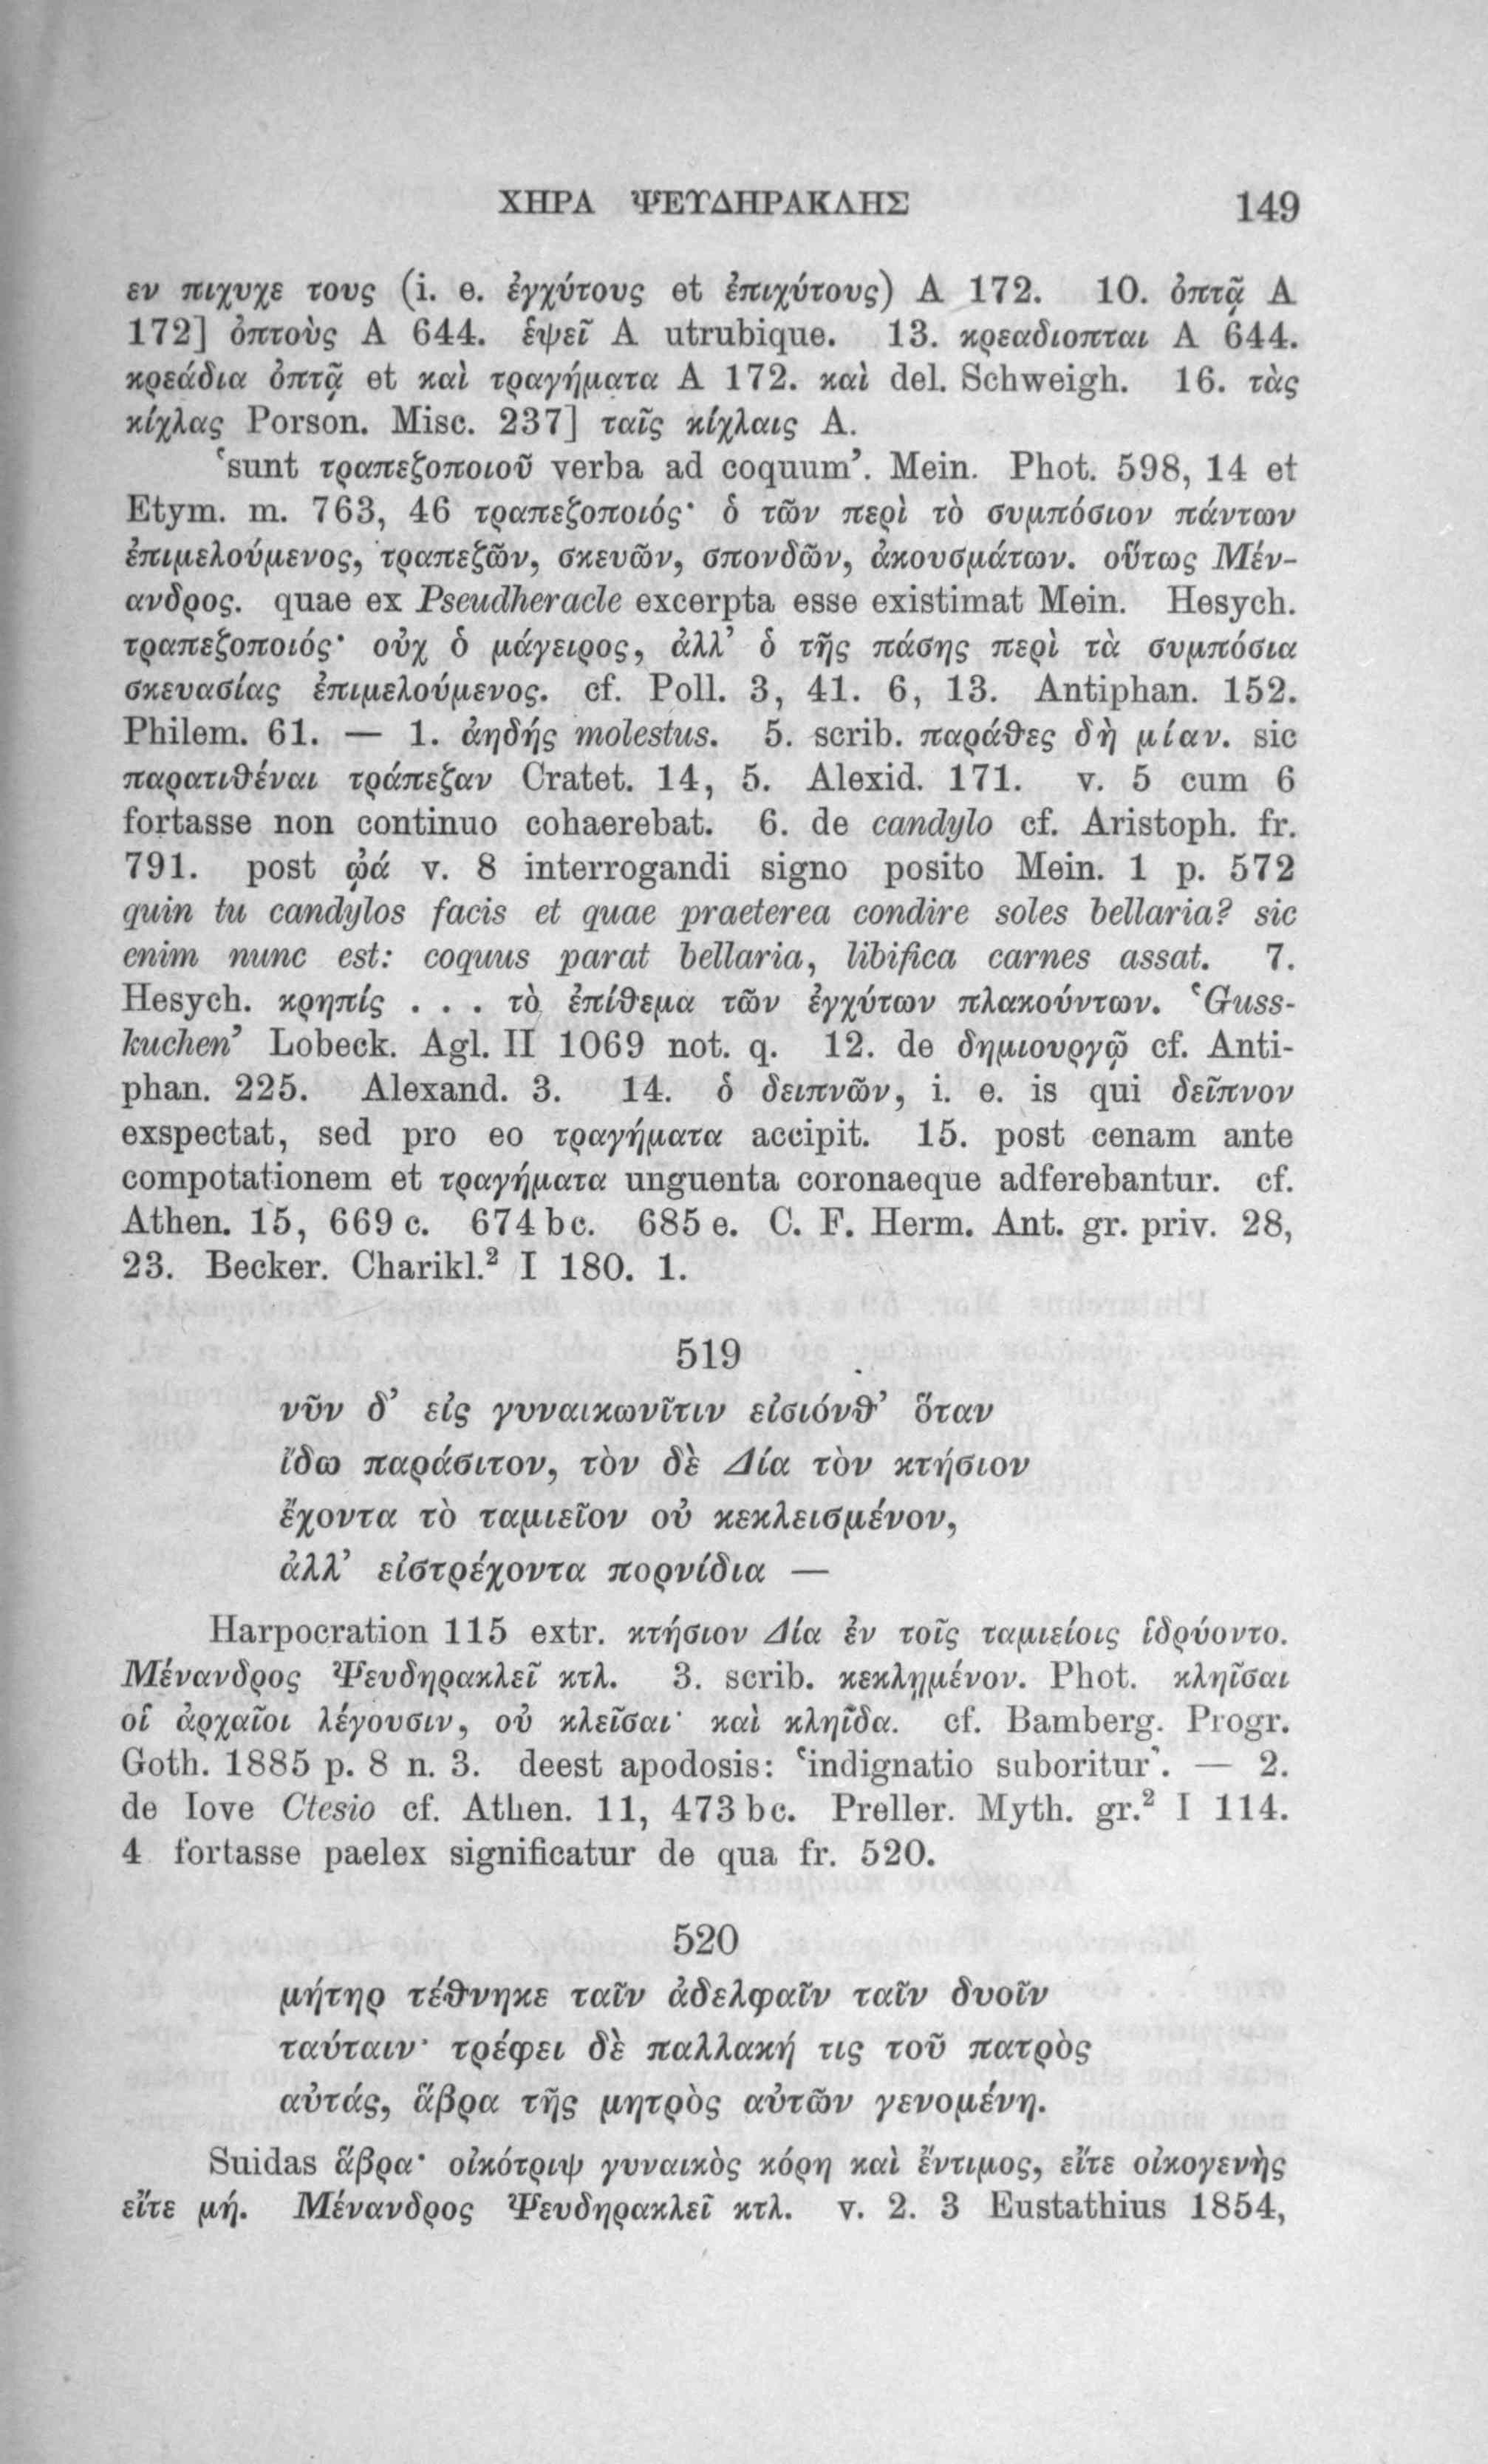 ΧΗΡΑ ΨΕΥΔΗΡΑΚΛΗΣ 149
εν πιχυχε τους (i. e. ἐγχύτους et ἐπιχύτους) A 172. 10. ὀπτᾷ A
172] ὀπτοὺς A 644. ἑψεῖ A utrubique. 13. κρεαδιοπται A 644.
κρεάδια ὀπτᾷ et καὶ τραγήματα A 172. καὶ del. Schweigh. 16. τὰς
κίχλας Porson. Misc. 237] ταῖς κίχλαις A.
‘sunt τραπεζοποιοῦ verba ad coquum’. Mein. Phot. 598, 14 et
Etym. m. 763, 46 τραπεζοποιός· ὁ τῶν περὶ τὸ συμπόσιον πάντων
ἐπιμελούμενος, τραπεζῶν, σκευῶν, σπονδῶν, ἀκουσμάτων. οὕτως Μέν-
ανδρος. quae ex Pseudheracle excerpta esse existimat Mein. Hesych.
τραπεζοποιός· οὐχ ὁ μάγειρος, ἀλλ’ ὁ τῆς πάσης περὶ τὰ συμπόσια
σκευασίας ἐπιμελούμενος. cf. Poll. 3, 41. 6, 13. Antiphan. 152.
Philem. 61. — 1. ἀηδής molestus. 5. scrib. παράθες δὴ μίαν. sic
παρατιθέναι τράπεζαν Cratet. 14, 5. Alexid. 171. v. 5 cum 6
fortasse non continuo cohaerebat. 6. de candylo cf. Aristoph. fr.
791. post ᾠά v. 8 interrogandi signo posito Mein. 1 p. 572
quin tu candylos facis et quae praeterea condire soles bellaria? sic
enim nunc est: coquus parat bellaria, libifica carnes assat. 7.
Hesych. κρηπίς . . . τὸ ἐπίθεμα τῶν ἐγχύτων πλακούντων. ‘Guss-
kuchen’ Lobeck. Agl. II 1069 not. q. 12. de δημιουργῷ cf. Anti-
phan. 225. Alexand. 3. 14. ὁ δειπνῶν, i. e. is qui δεῖπνον
exspectat, sed pro eo τραγήματα accipit. 15. post cenam ante
compotationem et τραγήματα unguenta coronaeque adferebantur. cf.
Athen. 15, 669 c. 674 bc. 685 e. C. F. Herm. Ant. gr. priv. 28,
23. Becker. Charikl.² I 180. 1.
519
νῦν δ’ εἰς γυναικωνῖτιν εἰσιόνθ’ ὅταν
ἴδω παράσιτον, τὸν δὲ Δία τὸν κτήσιον
ἔχοντα τὸ ταμιεῖον οὐ κεκλεισμένον,
ἀλλ’ εἰστρέχοντα πορνίδια —
Harpocration 115 extr. κτήσιον Δία ἐν τοῖς ταμιείοις ἱδρύοντο.
Μένανδρος Ψευδηρακλεῖ κτλ. 3. scrib. κεκλῃμένον. Phot. κλῇσαι
οἱ ἀρχαῖοι λέγουσιν, οὐ κλεῖσαι· καὶ κλῇδα. cf. Bamberg. Progr.
Goth. 1885 p. 8 n. 3. deest apodosis: ‘indignatio suboritur’. — 2.
de Iove Ctesio cf. Athen. 11, 473 bc. Preller. Myth. gr.² I 114.
4 fortasse paelex significatur de qua fr. 520.
520
μήτηρ τέθνηκε ταῖν ἀδελφαῖν ταῖν δυοῖν
ταύταιν· τρέφει δὲ παλλακή τις τοῦ πατρὸς
αὐτάς, ἅβρα τῆς μητρὸς αὐτῶν γενομένη.
Suidas ἅβρα· οἰκότριψ γυναικὸς κόρη καὶ ἔντιμος, εἴτε οἰκογενὴς
εἴτε μή. Μένανδρος Ψευδηρακλεῖ κτλ. v. 2. 3 Eustathius 1854,